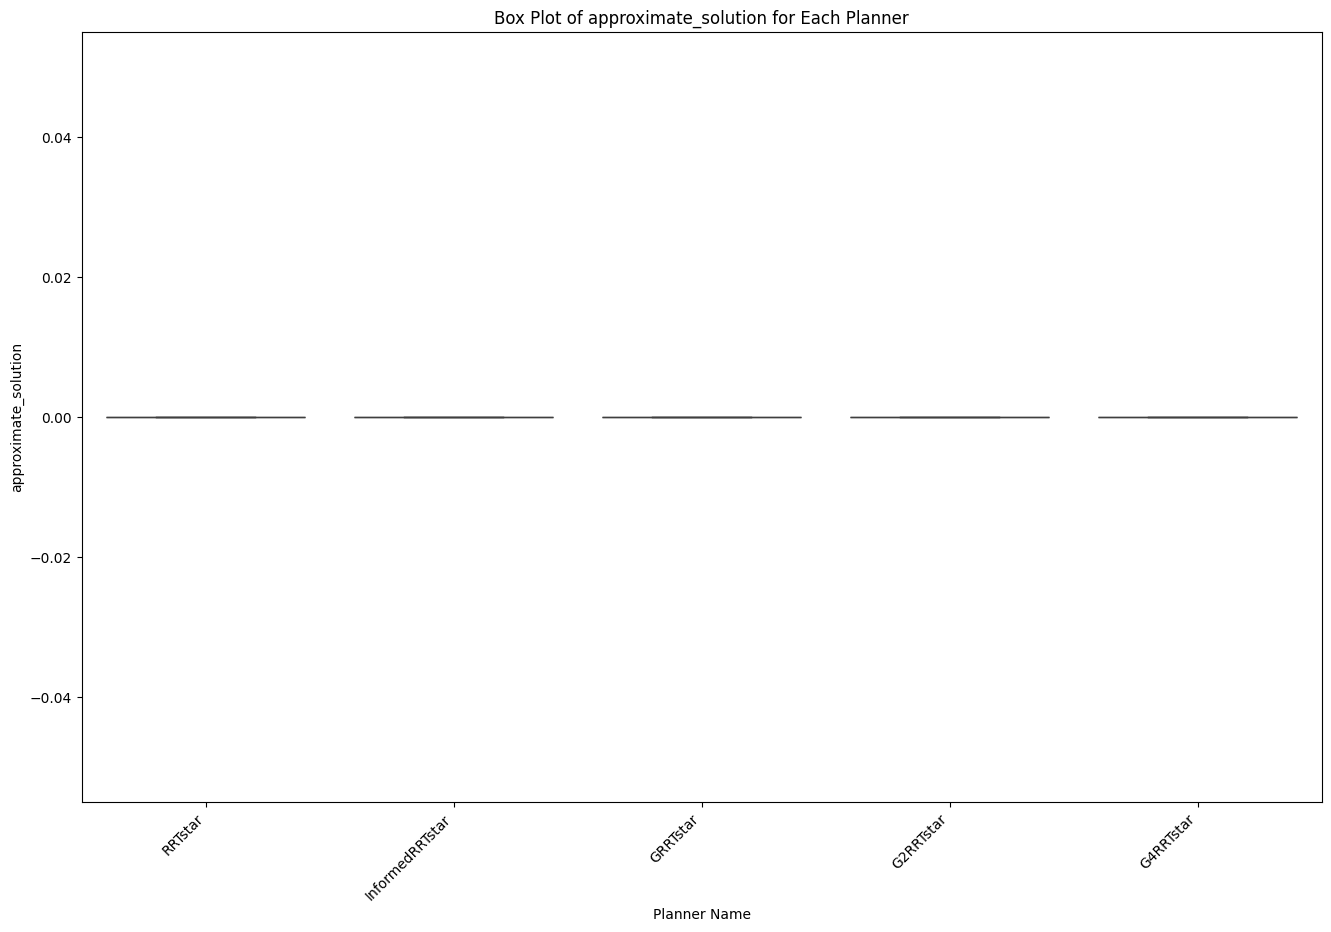 Box Plot of approximate_solution for Each Planner
approximate_solution
0.04
0.02
0.00
−0.02
−0.04
RRTstar
InformedRRTstar
GRRTstar
G2RRTstar
G4RRTstar
Planner Name